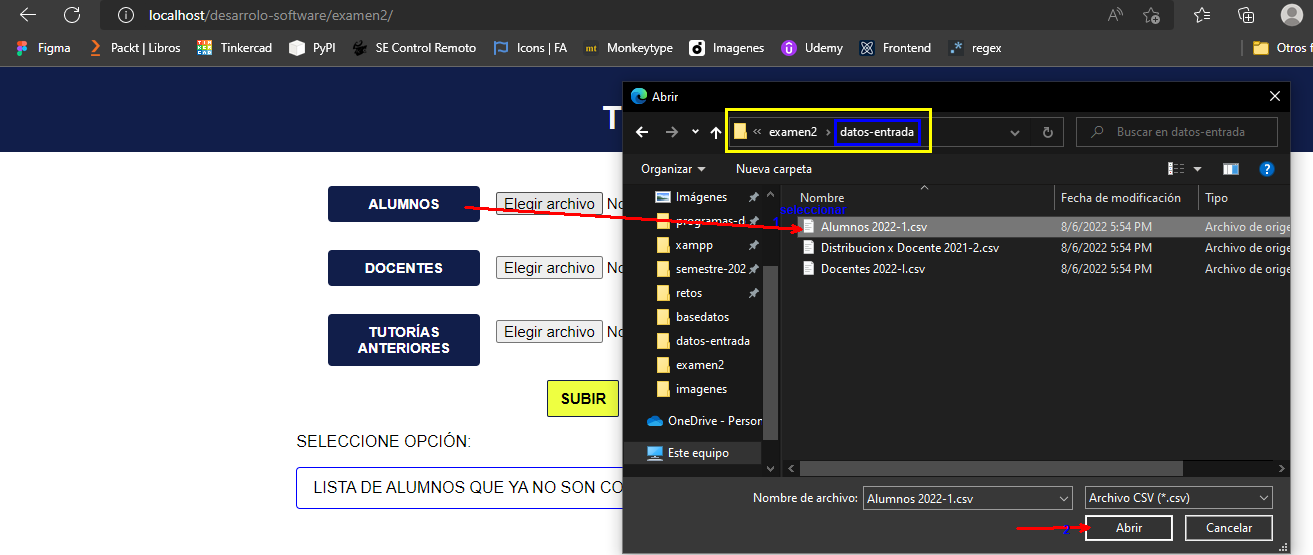 localhost/desarrolo-software/examen2/
Figma Packt | Libros Tinkercad PyPI SE Control Remoto Icons | FA mt Monkeytype Imagenes Udemy Frontend .* regex Otros f
T
Abrir
« examen2 › datos-entrada
Buscar en datos-entrada
Organizar Nueva carpeta
ALUMNOS Elegir archivo No
DOCENTES Elegir archivo No
TUTORÍAS
ANTERIORES
Elegir archivo No
SUBIR
SELECCIONE OPCIÓN:
LISTA DE ALUMNOS QUE YA NO SON CO
Imágenes
programas-d
xampp
semestre-202
retos
basedatos
datos-entrada
examen2
imagenes
OneDrive - Person
Este equipo
Nombre Fecha de modificación Tipo
1 seleccionar
Alumnos 2022-1.csv 8/6/2022 5:54 PM Archivo de orige
Distribucion x Docente 2021-2.csv 8/6/2022 5:54 PM Archivo de orige
Docentes 2022-I.csv 8/6/2022 5:54 PM Archivo de orige
Nombre de archivo: Alumnos 2022-1.csv Archivo CSV (*.csv)
2 Abrir Cancelar